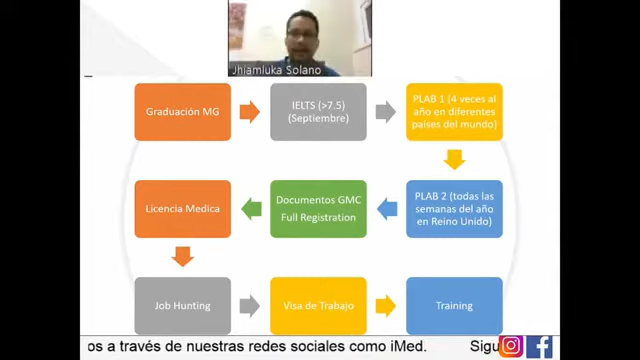 Jhiamluka Solano
Graduación MG
IELTS (>7.5)
(Septiembre)
PLAB 1 (4 veces al
año en diferentes
países del mundo)
Licencia Medica
Documentos GMC
Full Registration
PLAB 2 (todas las
semanas del año
en Reino Unido)
Job Hunting
Visa de Trabajo
Training
os a través de nuestras redes sociales como iMed.
Sigu